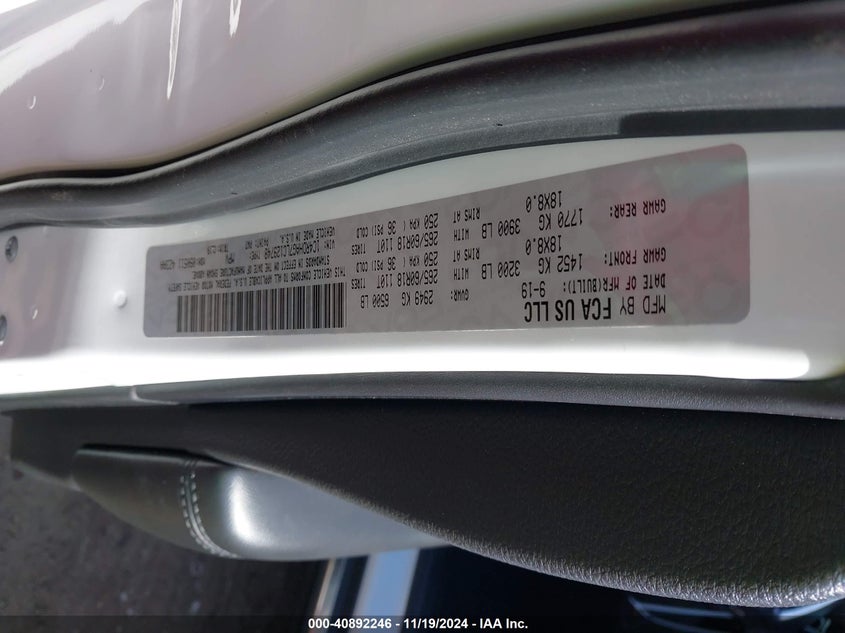 MFD BY FCA US LLC
DATE OF MFR(BUILT): 9-19 GVWR: 2949 KG 6500 LB
GAWR FRONT: 1452 KG 3200 LB WITH 265/60R18 110T
18X8.0 RIMS AT 250 KPA( 36 PSI) COLD
GAWR REAR: 1770 KG 3900 LB WITH 265/60R18 110T
18X8.0 RIMS AT 250 KPA( 36 PSI) COLD
THIS VEHICLE CONFORMS TO ALL APPLICABLE U.S.A. FEDERAL MOTOR VEHICLE SAFETY
STANDARDS IN EFFECT ON THE DATE OF MANUFACTURE SHOWN ABOVE.
VIN: TYPE: MPV
VEHICLE MADE IN U.S.A. PAINT: TRIM:
MDH:
000-40892246 - 11/19/2024 - IAA Inc.